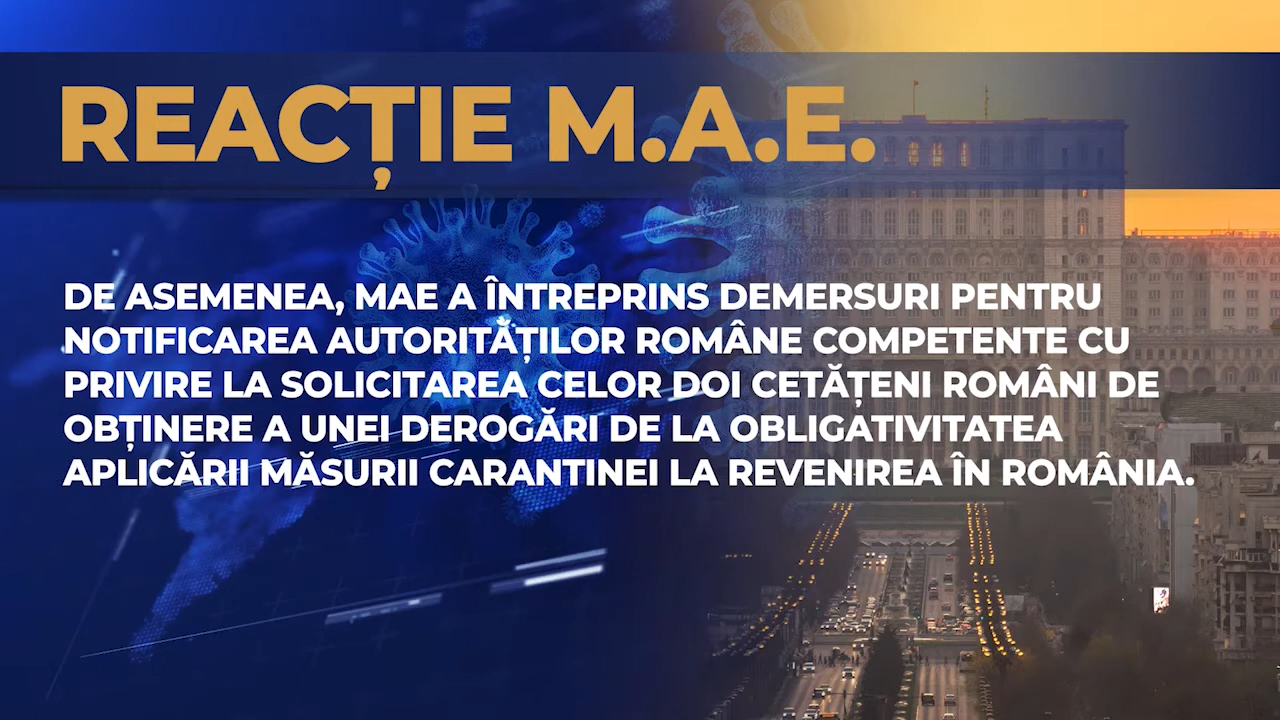 REACȚIE M.A.E.
DE ASEMENEA, MAE A ÎNTREPRINS DEMERSURI PENTRU
NOTIFICAREA AUTORITĂȚILOR ROMÂNE COMPETENTE CU
PRIVIRE LA SOLICITAREA CELOR DOI CETĂȚENI ROMÂNI DE
OBȚINERE A UNEI DEROGĂRI DE LA OBLIGATIVITATEA
APLICĂRII MĂSURII CARANTINEI LA REVENIREA ÎN ROMÂNIA.